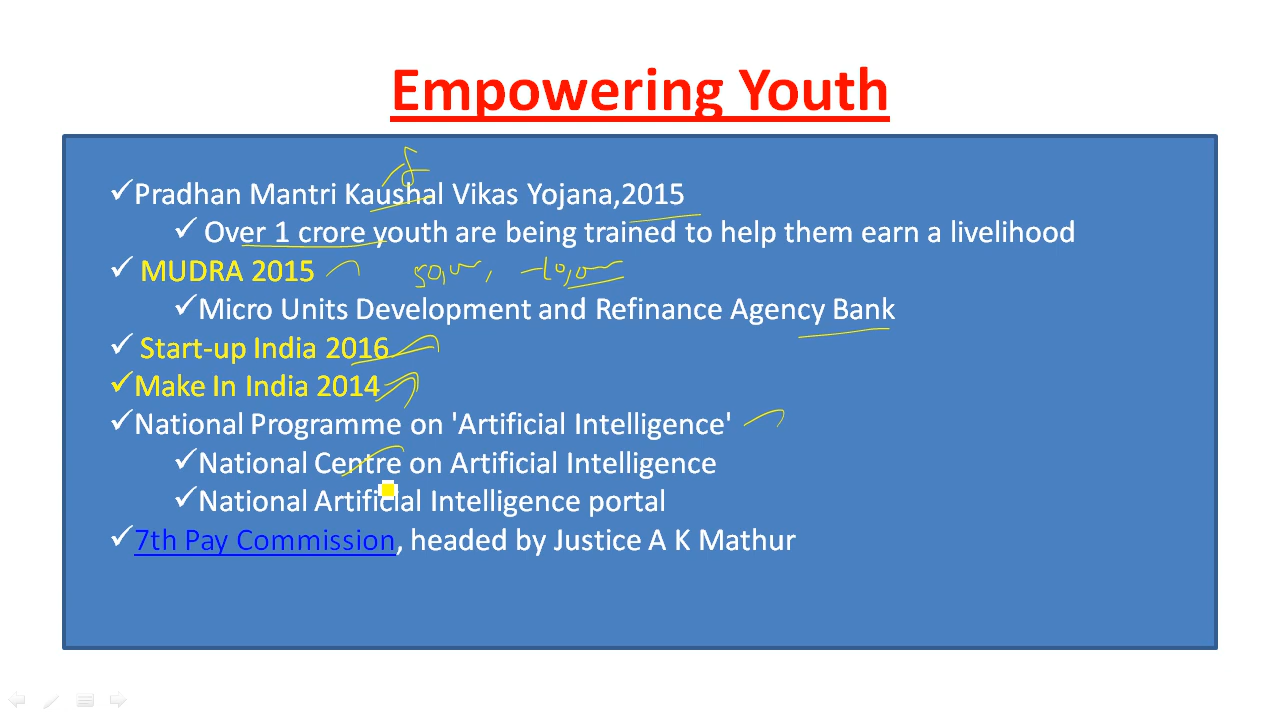 Empowering Youth
✓Pradhan Mantri Kaushal Vikas Yojana,2015
✓ Over 1 crore youth are being trained to help them earn a livelihood
✓ MUDRA 2015
✓Micro Units Development and Refinance Agency Bank
✓ Start-up India 2016
✓Make In India 2014
✓National Programme on 'Artificial Intelligence'
✓National Centre on Artificial Intelligence
✓National Artificial Intelligence portal
✓7th Pay Commission, headed by Justice A K Mathur